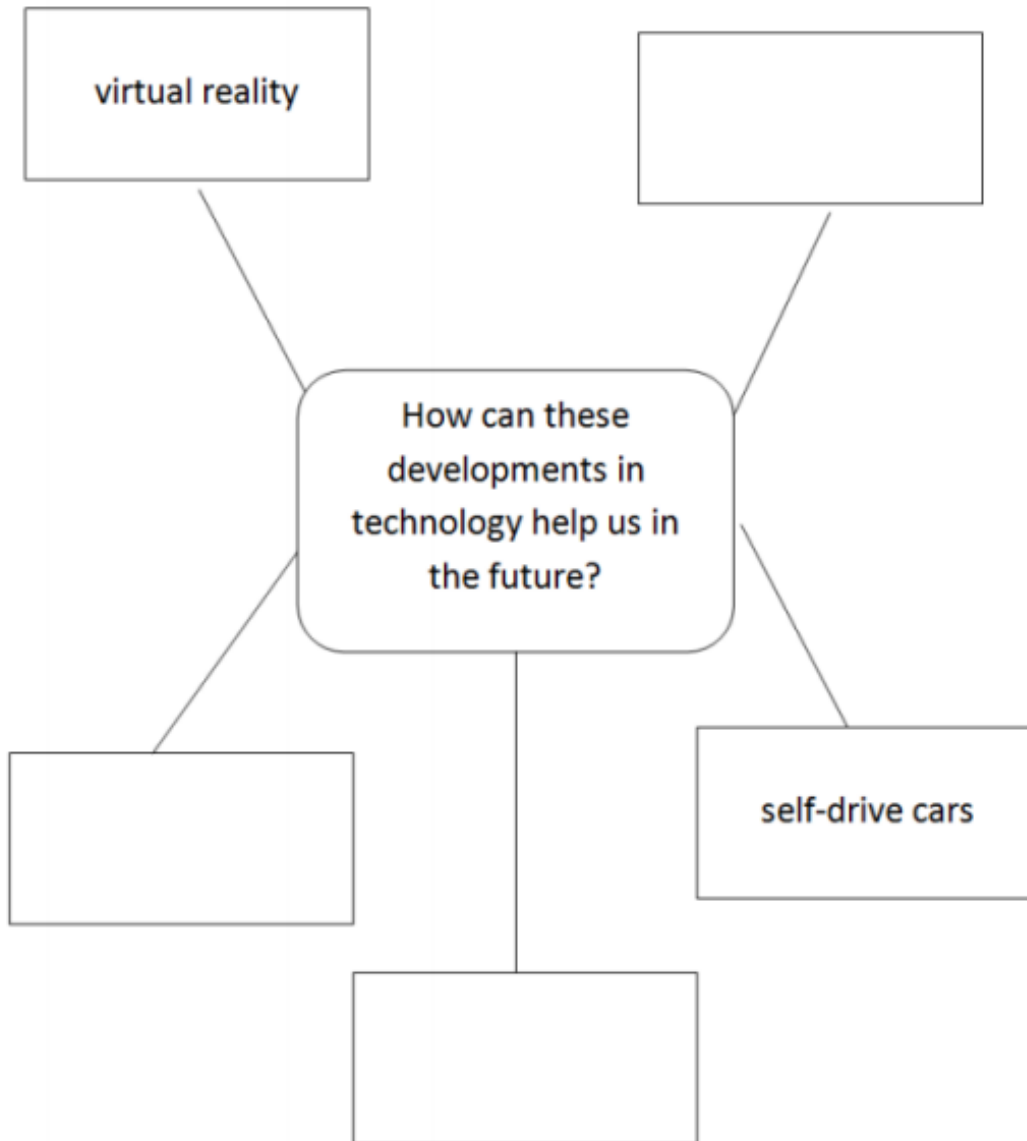 virtual reality
How can these
developments in
technology help us in
the future?
self-drive cars